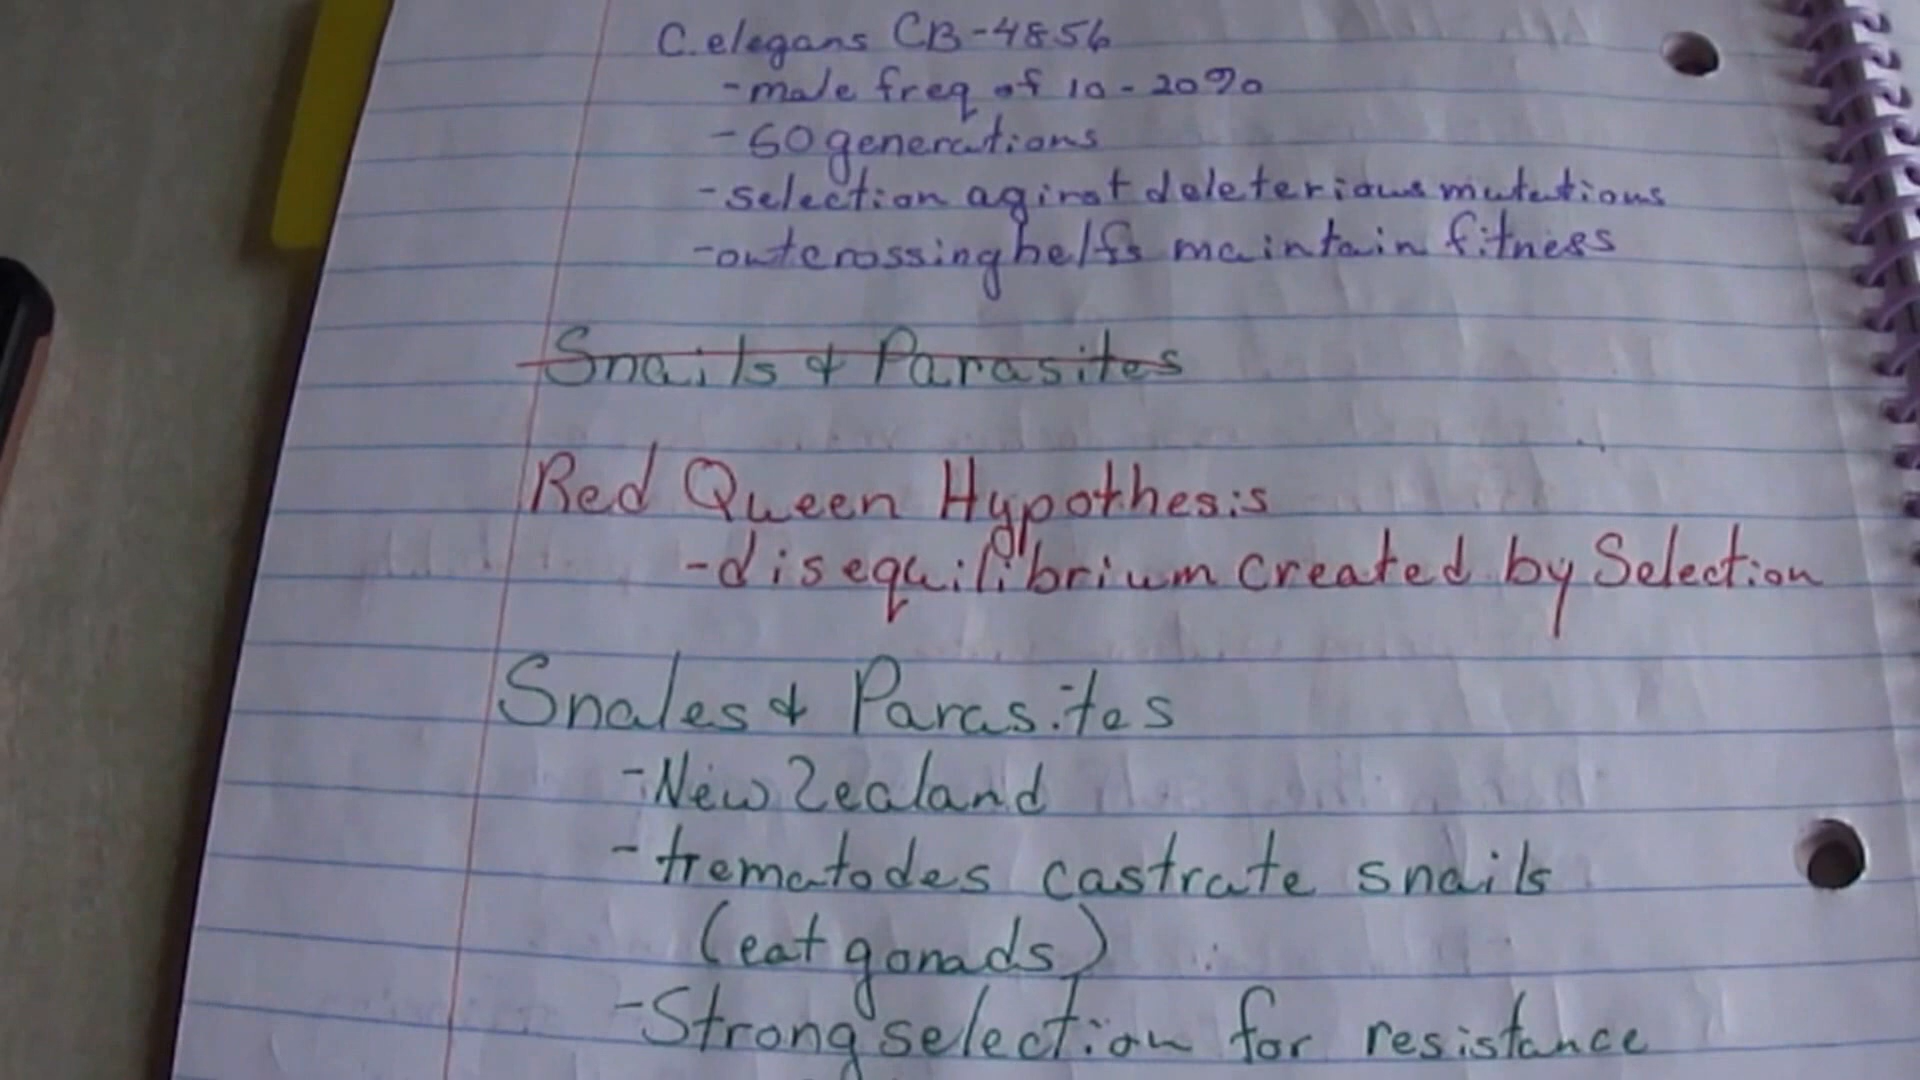 C. elegans CB-4856
- male freq of 10-20%
- 60 generations
- selection aginst deleterious mutations
- outcrossing helfs maintain fitness
Snails & Parasites
Red Queen Hypothesis
- disequilibrium created by Selection
Snales & Parasites
- New Zealand
- trematodes castrate snails
(eat gonads)
- Strong selection for resistance